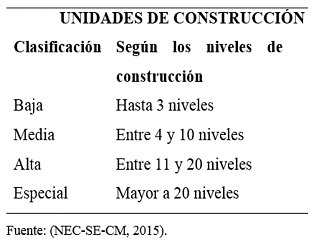 UNIDADES DE CONSTRUCCIÓN
Clasificación Según los niveles de
construcción
Baja Hasta 3 niveles
Media Entre 4 y 10 niveles
Alta Entre 11 y 20 niveles
Especial Mayor a 20 niveles
Fuente: (NEC-SE-CM, 2015).